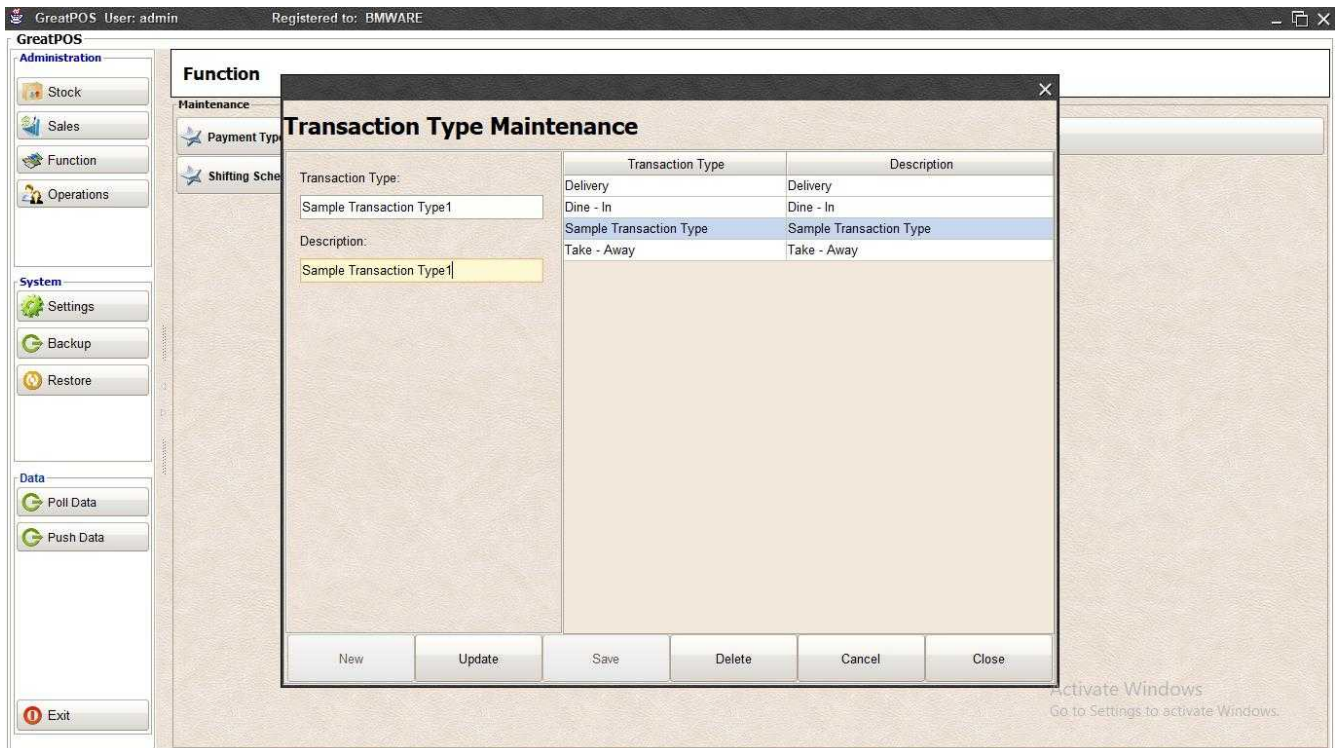 GreatPOS User: admin Registered to: BMWARE
GreatPOS
Administration
Stock
Sales
Function
Operations
System
Settings
Backup
Restore
Data
Poll Data
Push Data
Exit
Function
Maintenance
Payment Typ
Shifting Sche
Transaction Type Maintenance
Transaction Type:
Sample Transaction Type1
Description:
Sample Transaction Type1
Transaction Type Description
Delivery Delivery
Dine - In Dine - In
Sample Transaction Type Sample Transaction Type
Take - Away Take - Away
New Update Save Delete Cancel Close
Activate Windows
Go to Settings to activate Windows.